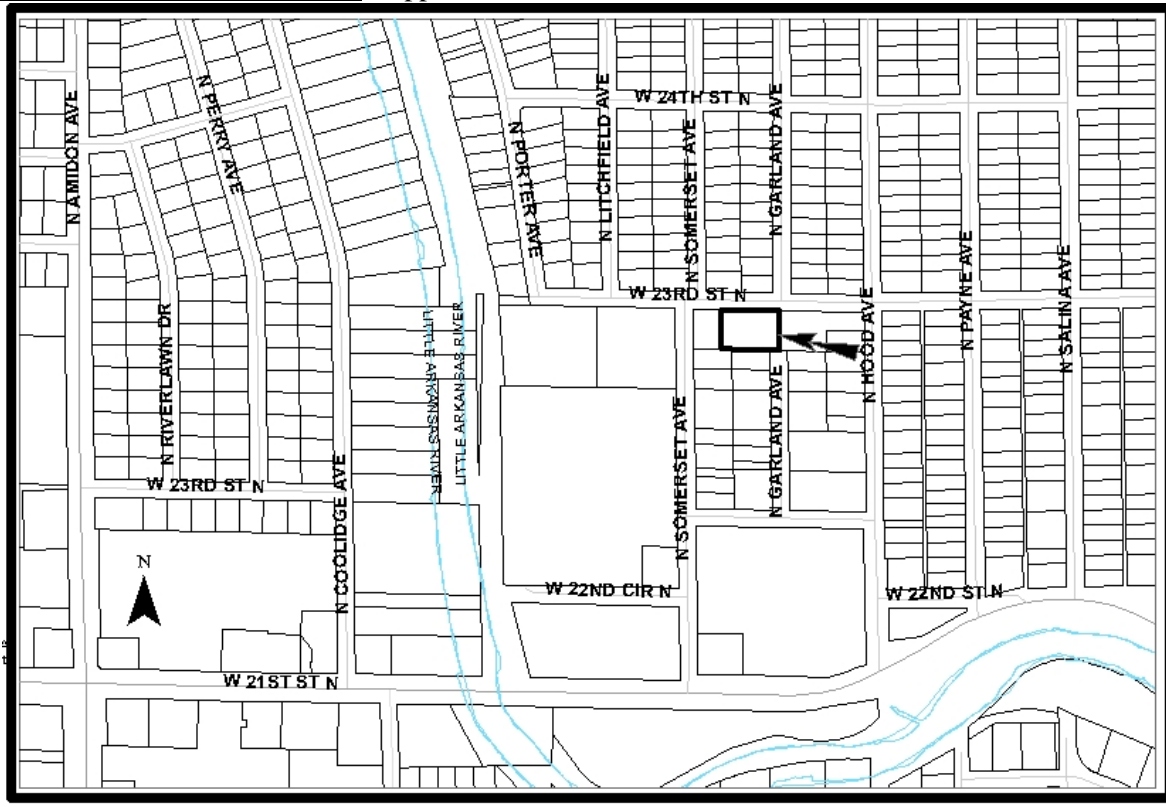 N AMIDON AVE
N PERRY AVE
N PORTER AVE
N LITCHFIELD AVE
W 24TH ST N
N SOMERSET AVE
N GARLAND AVE
W 23RD ST N
N RIVERLAWN DR
LITTLE ARKANSAS RIVER
LITTLE ARKANSAS RIVER
N HOOD AVE
N PAYNE AVE
N SALINA AVE
W 23RD ST N
N COOLIDGE AVE
N SOMERSET AVE
N GARLAND AVE
N
W 22ND CIR N
W 22ND ST N
W 21ST ST N